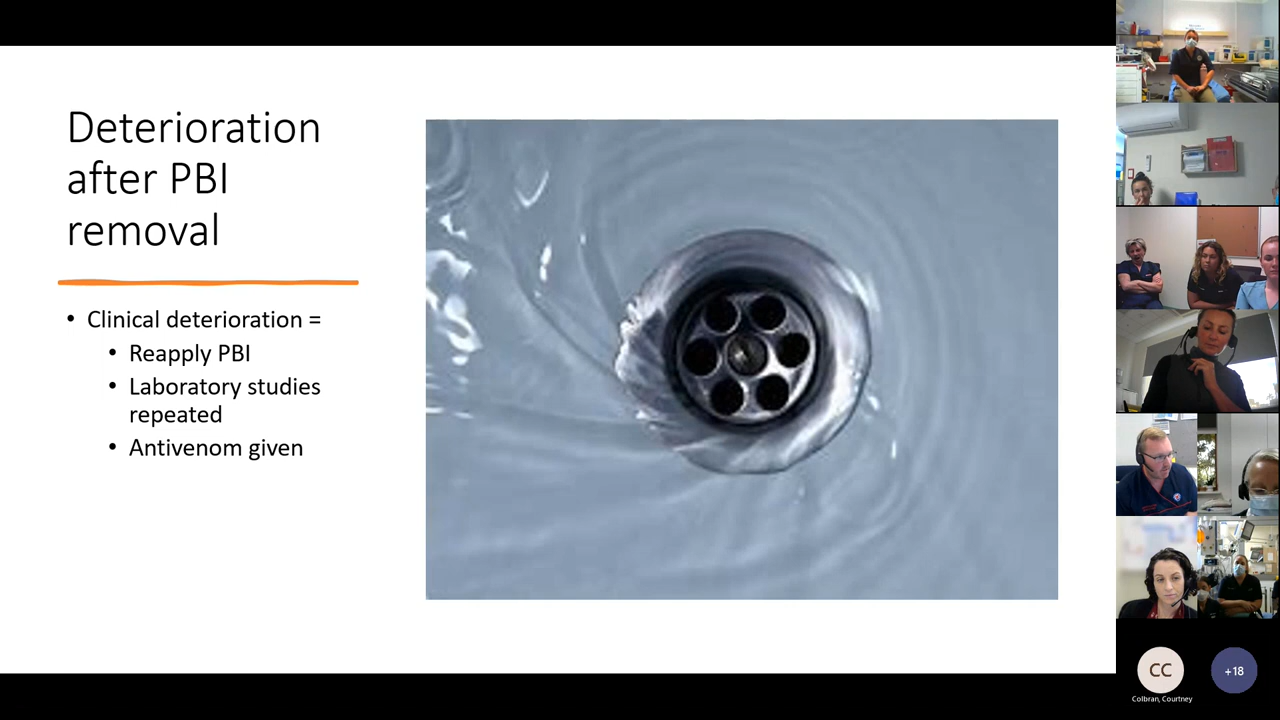 Deterioration
after PBI
removal
• Clinical deterioration =
• Reapply PBI
• Laboratory studies
repeated
• Antivenom given
CC
+18
Colbran, Courtney